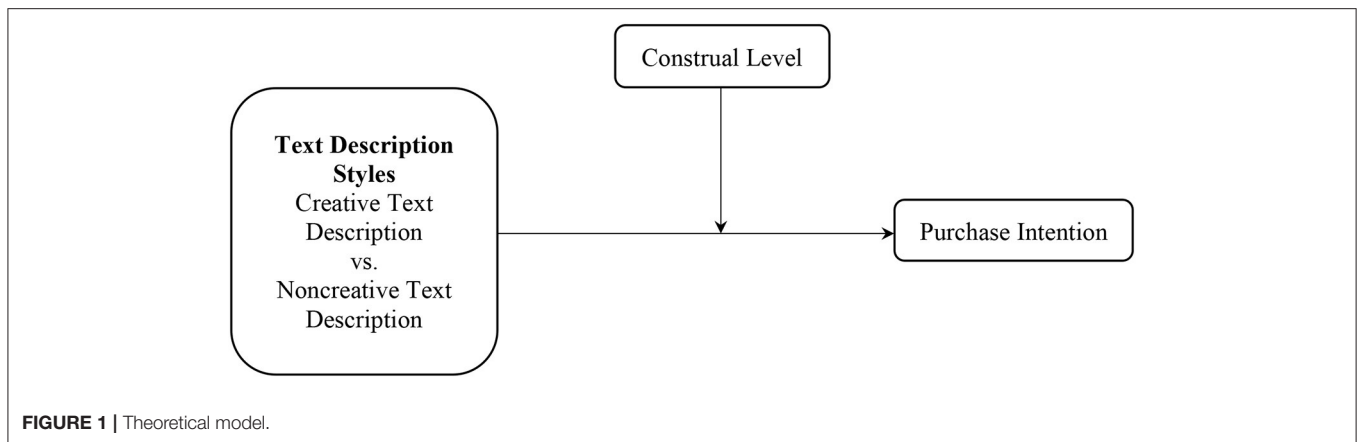 Construal Level
Text Description
Styles
Creative Text
Description
vs.
Noncreative Text
Description
Purchase Intention
FIGURE 1 | Theoretical model.